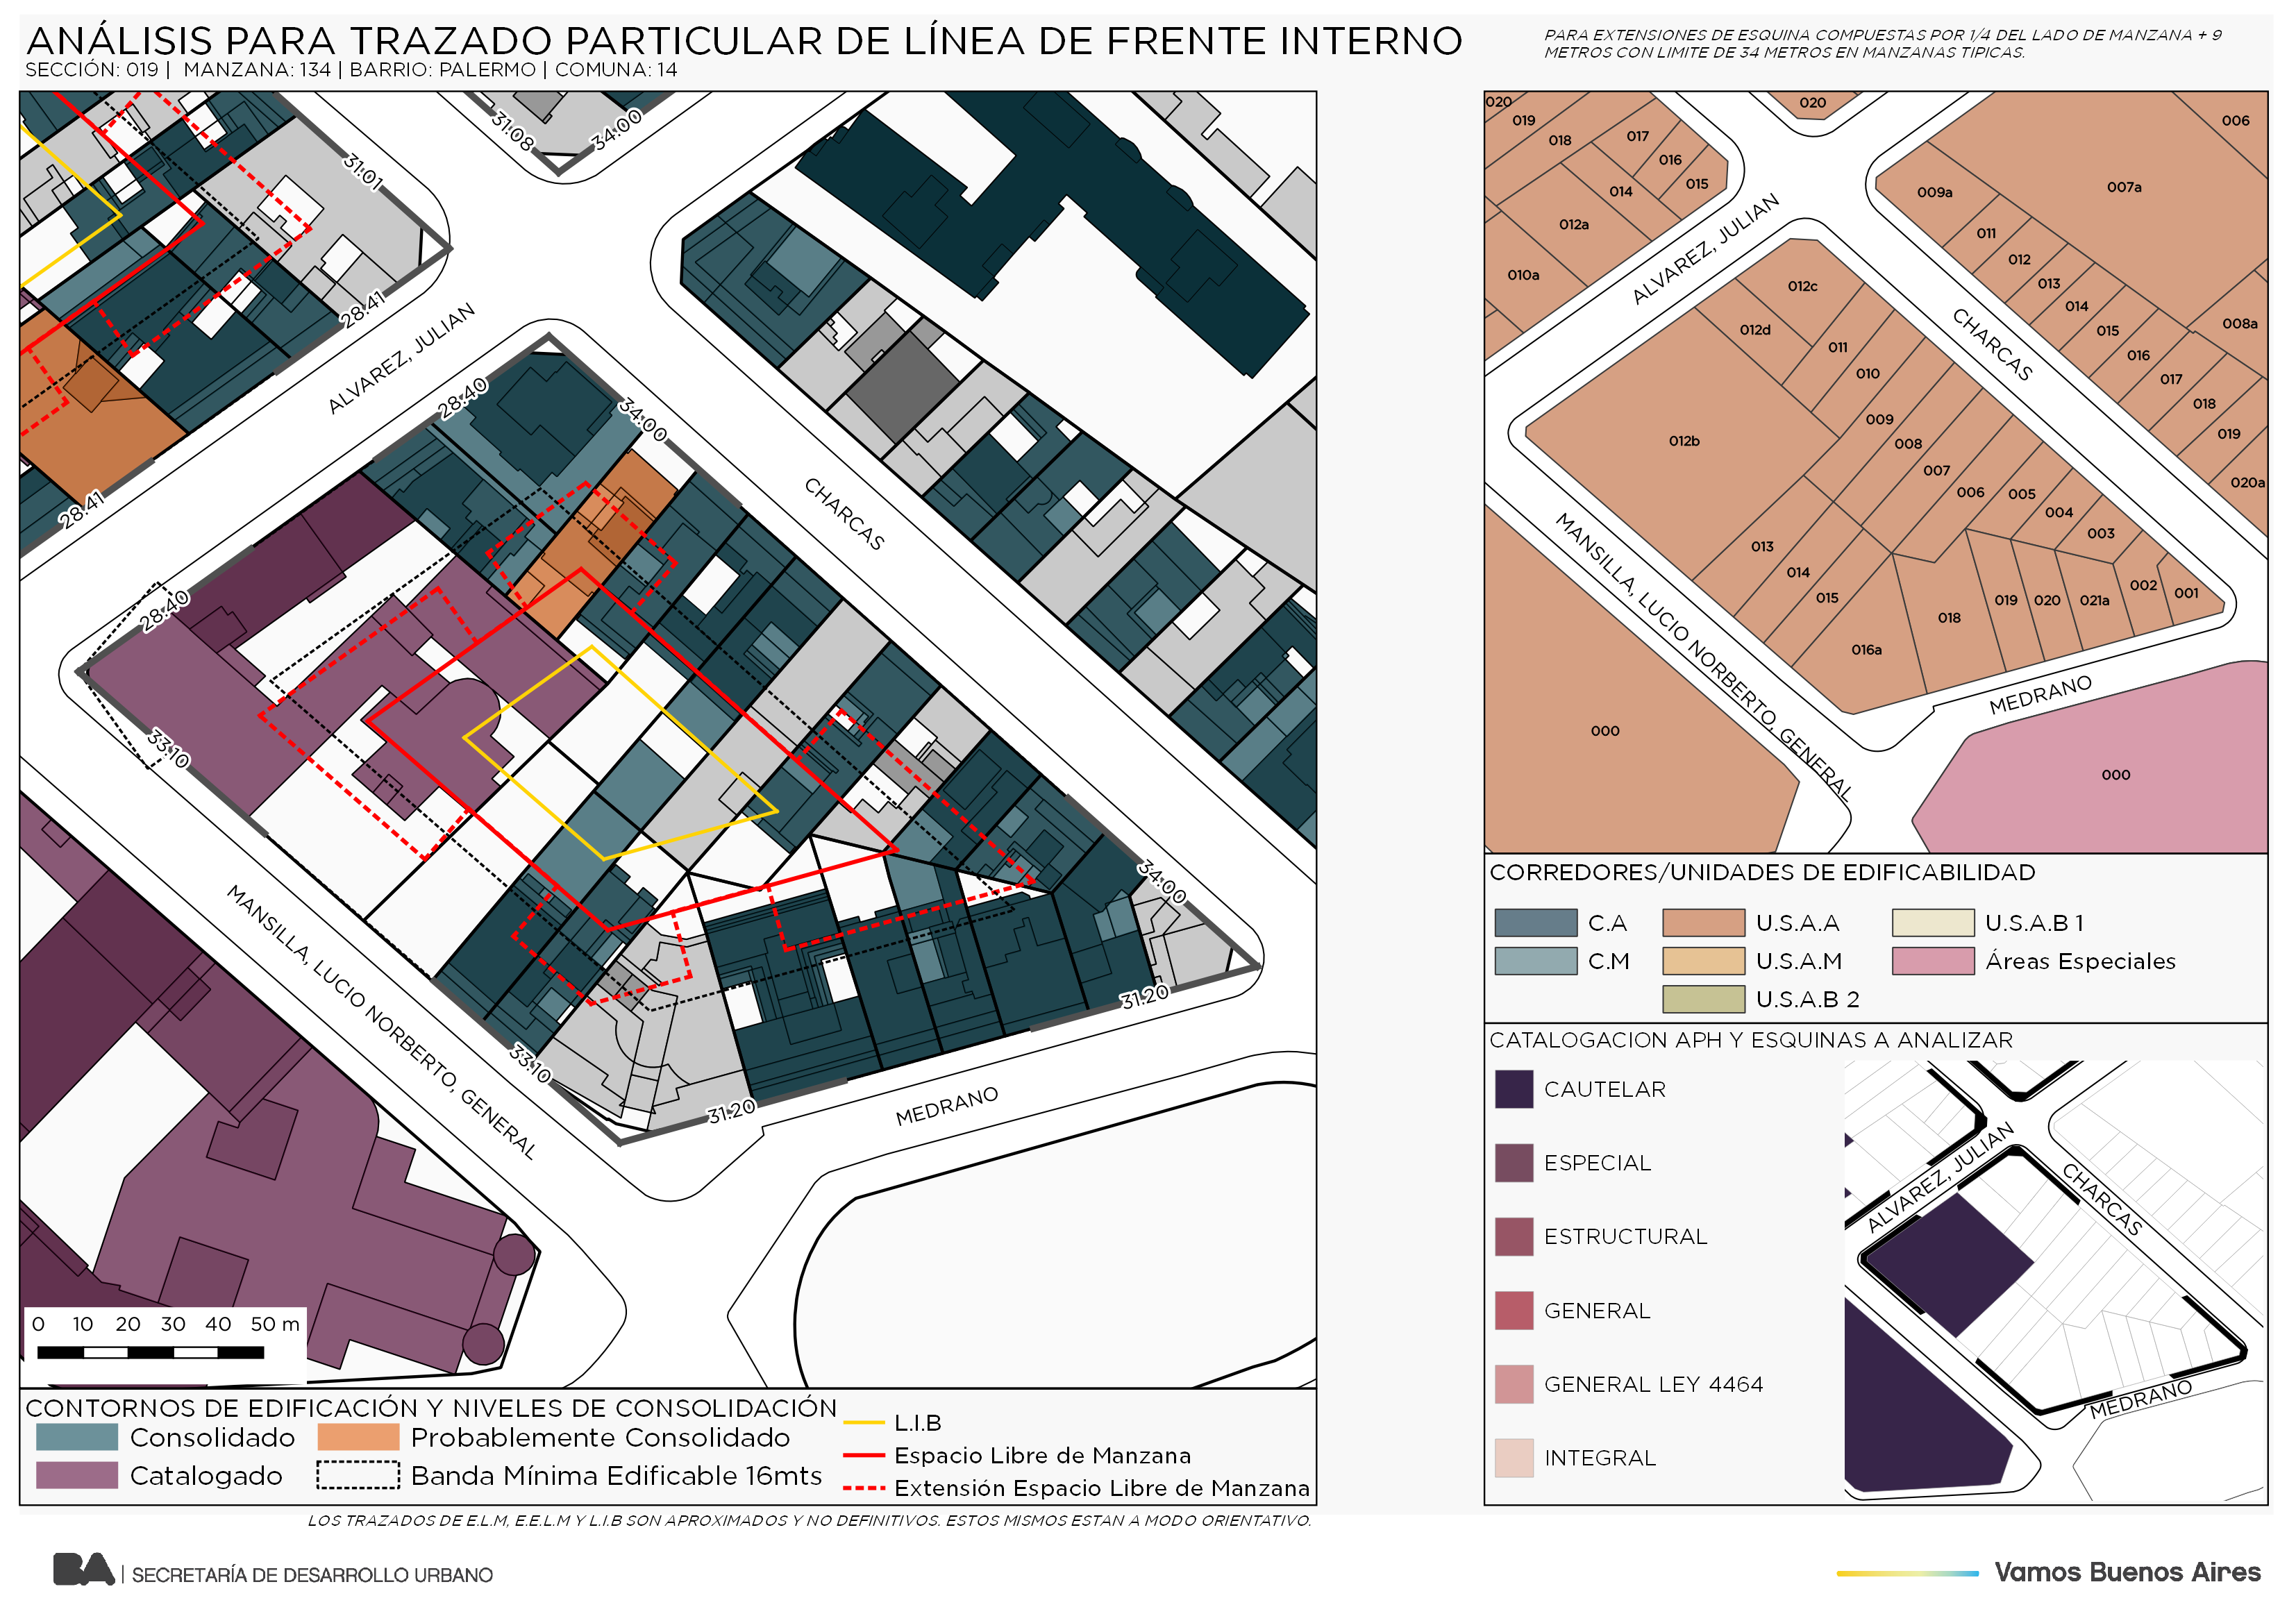 ANÁLISIS PARA TRAZADO PARTICULAR DE LÍNEA DE FRENTE INTERNO
SECCIÓN: 019 | MANZANA: 134 | BARRIO: PALERMO | COMUNA: 14
PARA EXTENSIONES DE ESQUINA COMPUESTAS POR 1/4 DEL LADO DE MANZANA + 9
METROS CON LIMITE DE 34 METROS EN MANZANAS TIPICAS.
31.08
34.00
31.01
28.41
28.41
ALVAREZ, JULIAN
28.40
34.00
CHARCAS
28.40
33.10
34.00
31.20
33.10
31.20
MANSILLA, LUCIO NORBERTO, GENERAL
MEDRANO
0 10 20 30 40 50 m
CONTORNOS DE EDIFICACIÓN Y NIVELES DE CONSOLIDACIÓN
Consolidado
Probablemente Consolidado
Catalogado
Banda Mínima Edificable 16mts
L.I.B
Espacio Libre de Manzana
Extensión Espacio Libre de Manzana
LOS TRAZADOS DE E.L.M, E.E.L.M Y L.I.B SON APROXIMADOS Y NO DEFINITIVOS. ESTOS MISMOS ESTAN A MODO ORIENTATIVO.
020
019
018
017
016
015
014
012a
010a
020
006
007a
009a
011
012
013
014
015
016
017
018
019
020a
008a
ALVAREZ, JULIAN
CHARCAS
012c
012d
011
010
012b
009
008
007
006
005
004
003
002
001
013
014
015
016a
018
019
020
021a
MANSILLA, LUCIO NORBERTO, GENERAL
MEDRANO
000
000
CORREDORES/UNIDADES DE EDIFICABILIDAD
C.A
U.S.A.A
U.S.A.B 1
C.M
U.S.A.M
Áreas Especiales
U.S.A.B 2
CATALOGACION APH Y ESQUINAS A ANALIZAR
CAUTELAR
ESPECIAL
ESTRUCTURAL
GENERAL
GENERAL LEY 4464
INTEGRAL
ALVAREZ, JULIAN
CHARCAS
MEDRANO
BA | SECRETARÍA DE DESARROLLO URBANO
Vamos Buenos Aires